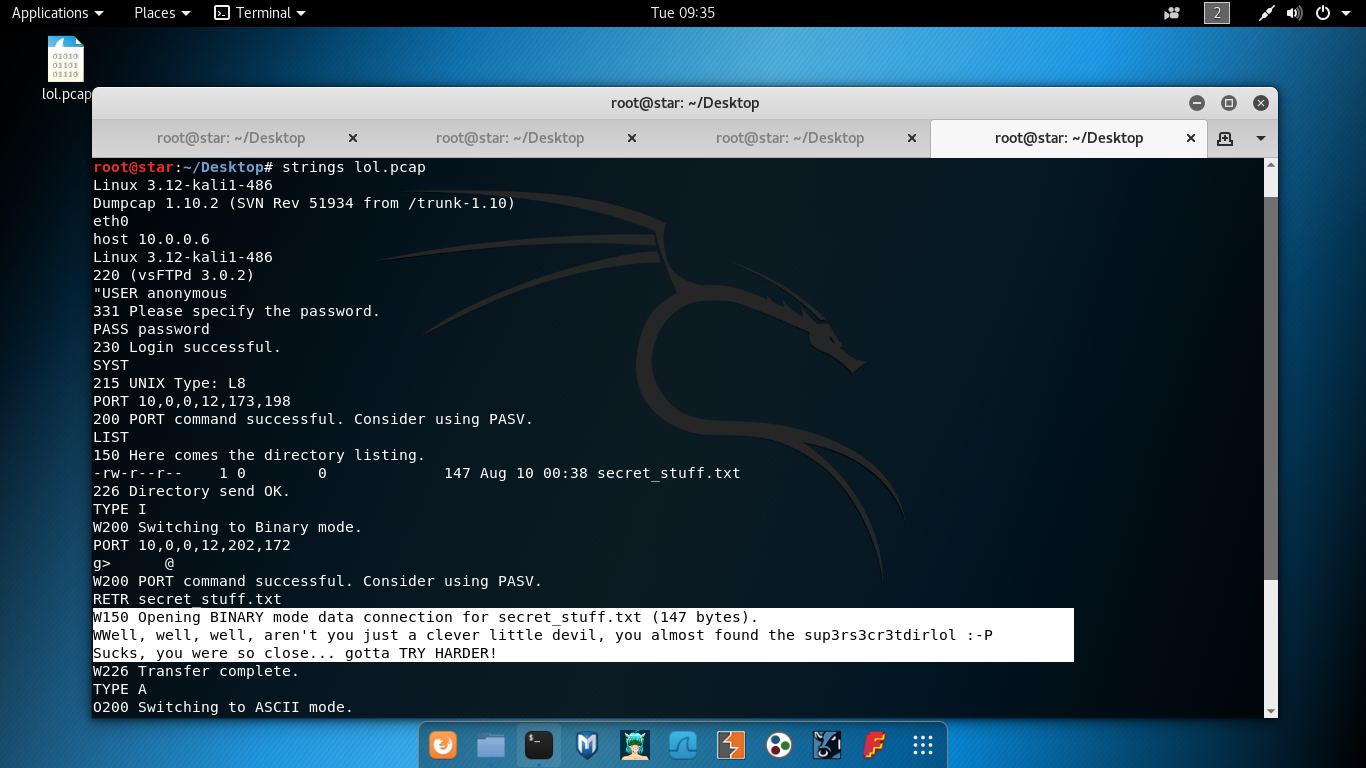 Applications Places Terminal Tue 09:35 2
01010
01101
01110
lol.pcap
root@star: ~/Desktop
root@star: ~/Desktop root@star: ~/Desktop root@star: ~/Desktop root@star: ~/Desktop
root@star:~/Desktop# strings lol.pcap
Linux 3.12-kali1-486
Dumpcap 1.10.2 (SVN Rev 51934 from /trunk-1.10)
eth0
host 10.0.0.6
Linux 3.12-kali1-486
220 (vsFTPd 3.0.2)
"USER anonymous
331 Please specify the password.
PASS password
230 Login successful.
SYST
215 UNIX Type: L8
PORT 10,0,0,12,173,198
200 PORT command successful. Consider using PASV.
LIST
150 Here comes the directory listing.
-rw-r--r--    1 0        0             147 Aug 10 00:38 secret_stuff.txt
226 Directory send OK.
TYPE I
W200 Switching to Binary mode.
PORT 10,0,0,12,202,172
g>      @
W200 PORT command successful. Consider using PASV.
RETR secret_stuff.txt
W150 Opening BINARY mode data connection for secret_stuff.txt (147 bytes).
WWell, well, well, aren't you just a clever little devil, you almost found the sup3rs3cr3tdirlol :-P
Sucks, you were so close... gotta TRY HARDER!
W226 Transfer complete.
TYPE A
O200 Switching to ASCII mode.